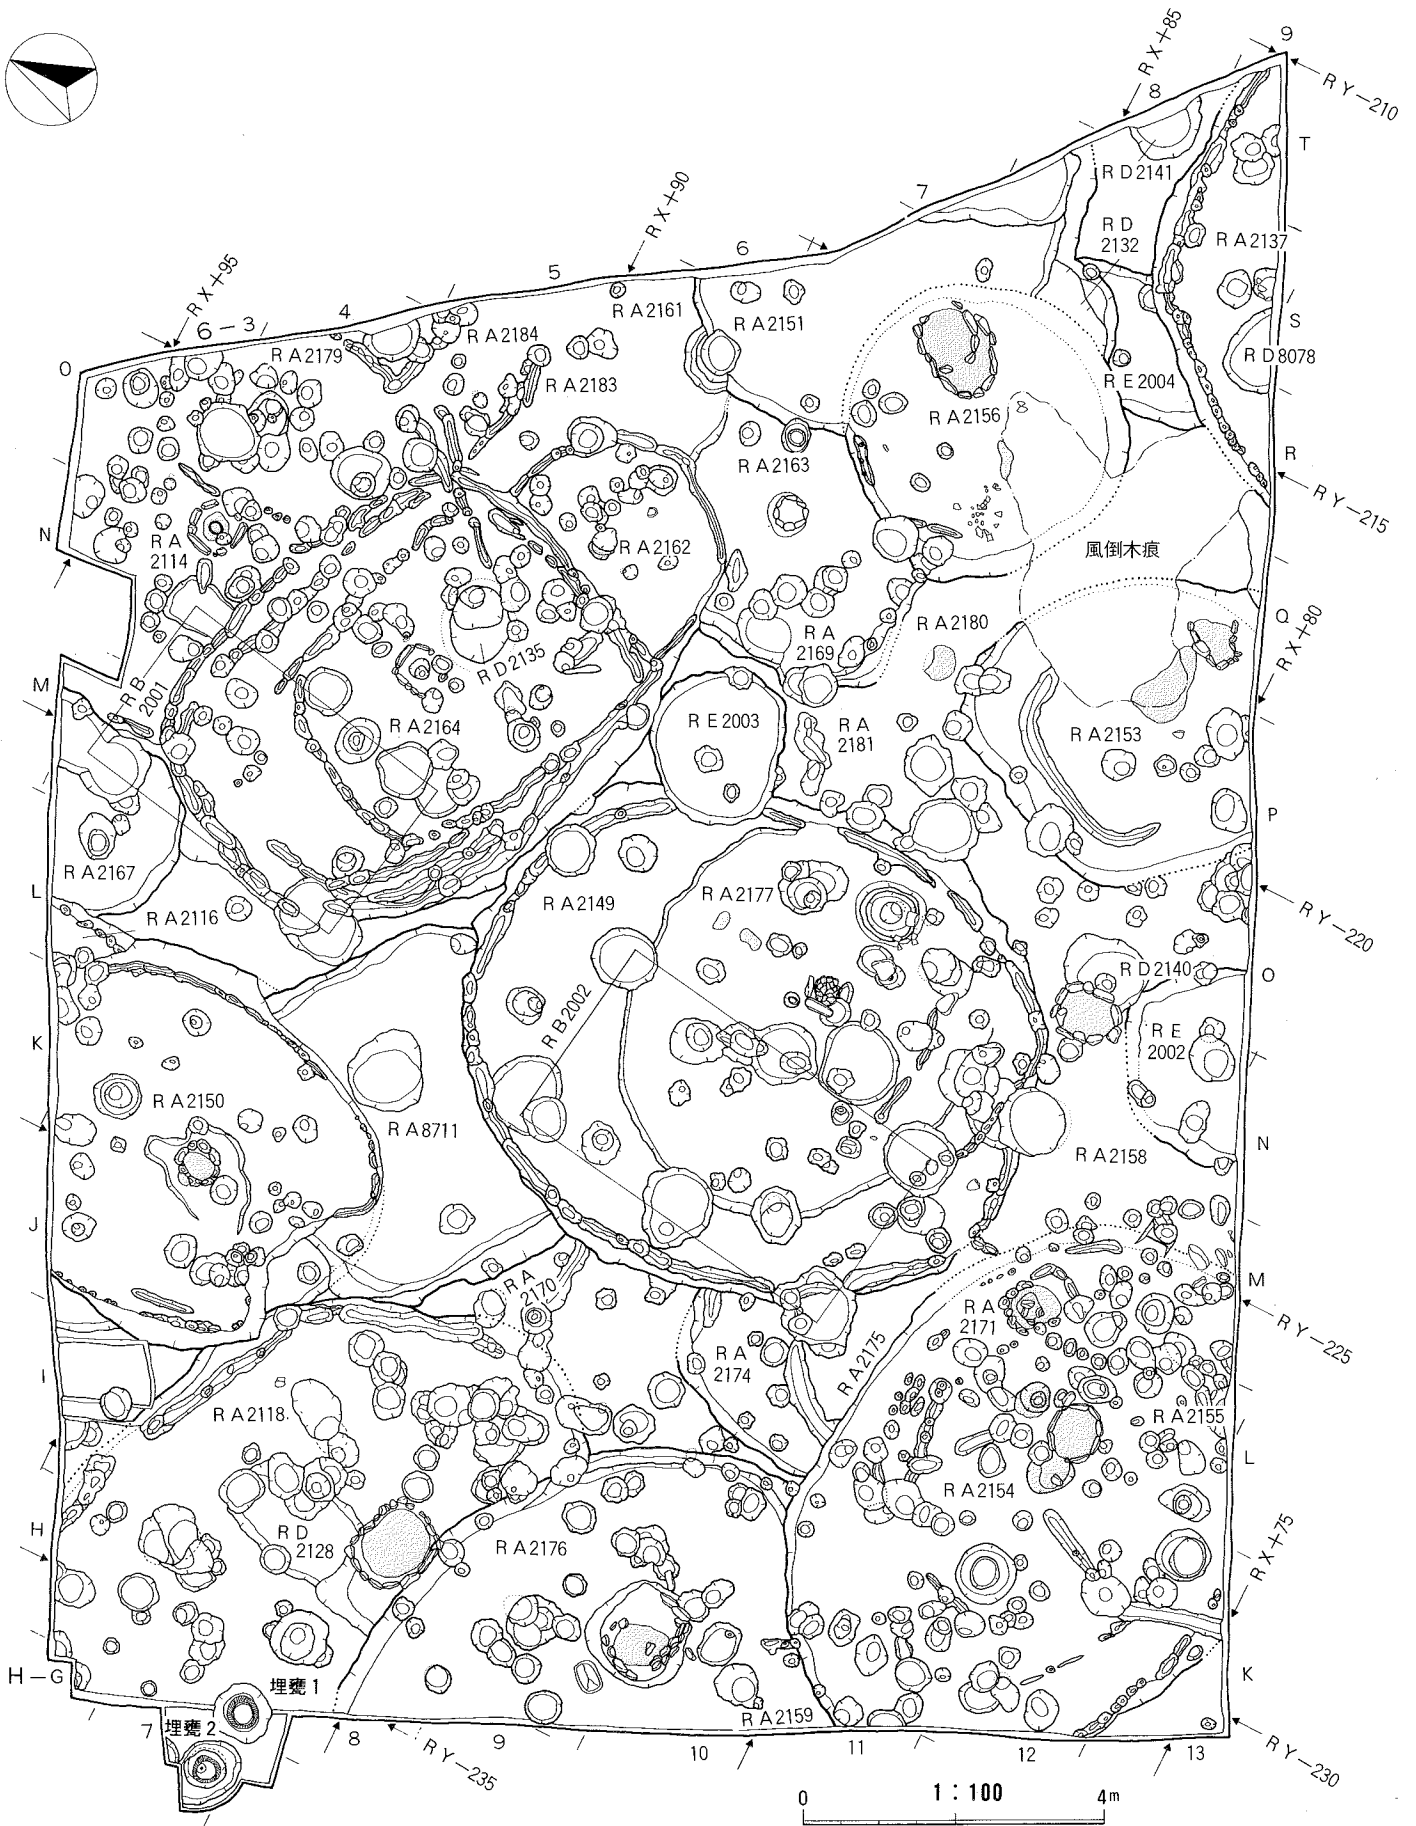 9
RX+85
RY-210
8
T
RD2141
7
RX+90
RD
2132
RA2137
6
RX+95
5
RA2161
RA2151
S
6-3
4
RA2184
RA2179
RD8078
O
RA2183
RE2004
RA2156
RA2163
R
RY-215
N
RA
2114
RA2162
風倒木痕
Q
RA2180
RA
2169
RX+80
RD2135
M
RB
2001
RA2164
RE2003
RA
2181
RA2153
P
RA2167
L
RA2116
RA2149
RA2177
RY-220
RD2140
O
RB2002
K
RE
2002
RA2150
RA8711
RA2158
N
J
RA
2170
RA
2171
M
RY-225
RA
2174
RA2175
I
RA2118
RA2155
L
RA2154
H
RD
2128
RA2176
RX+75
H-G
埋甕1
K
7
埋甕2
8
RY-235
9
10
RA2159
11
12
13
RY-230
1:100
0
4m